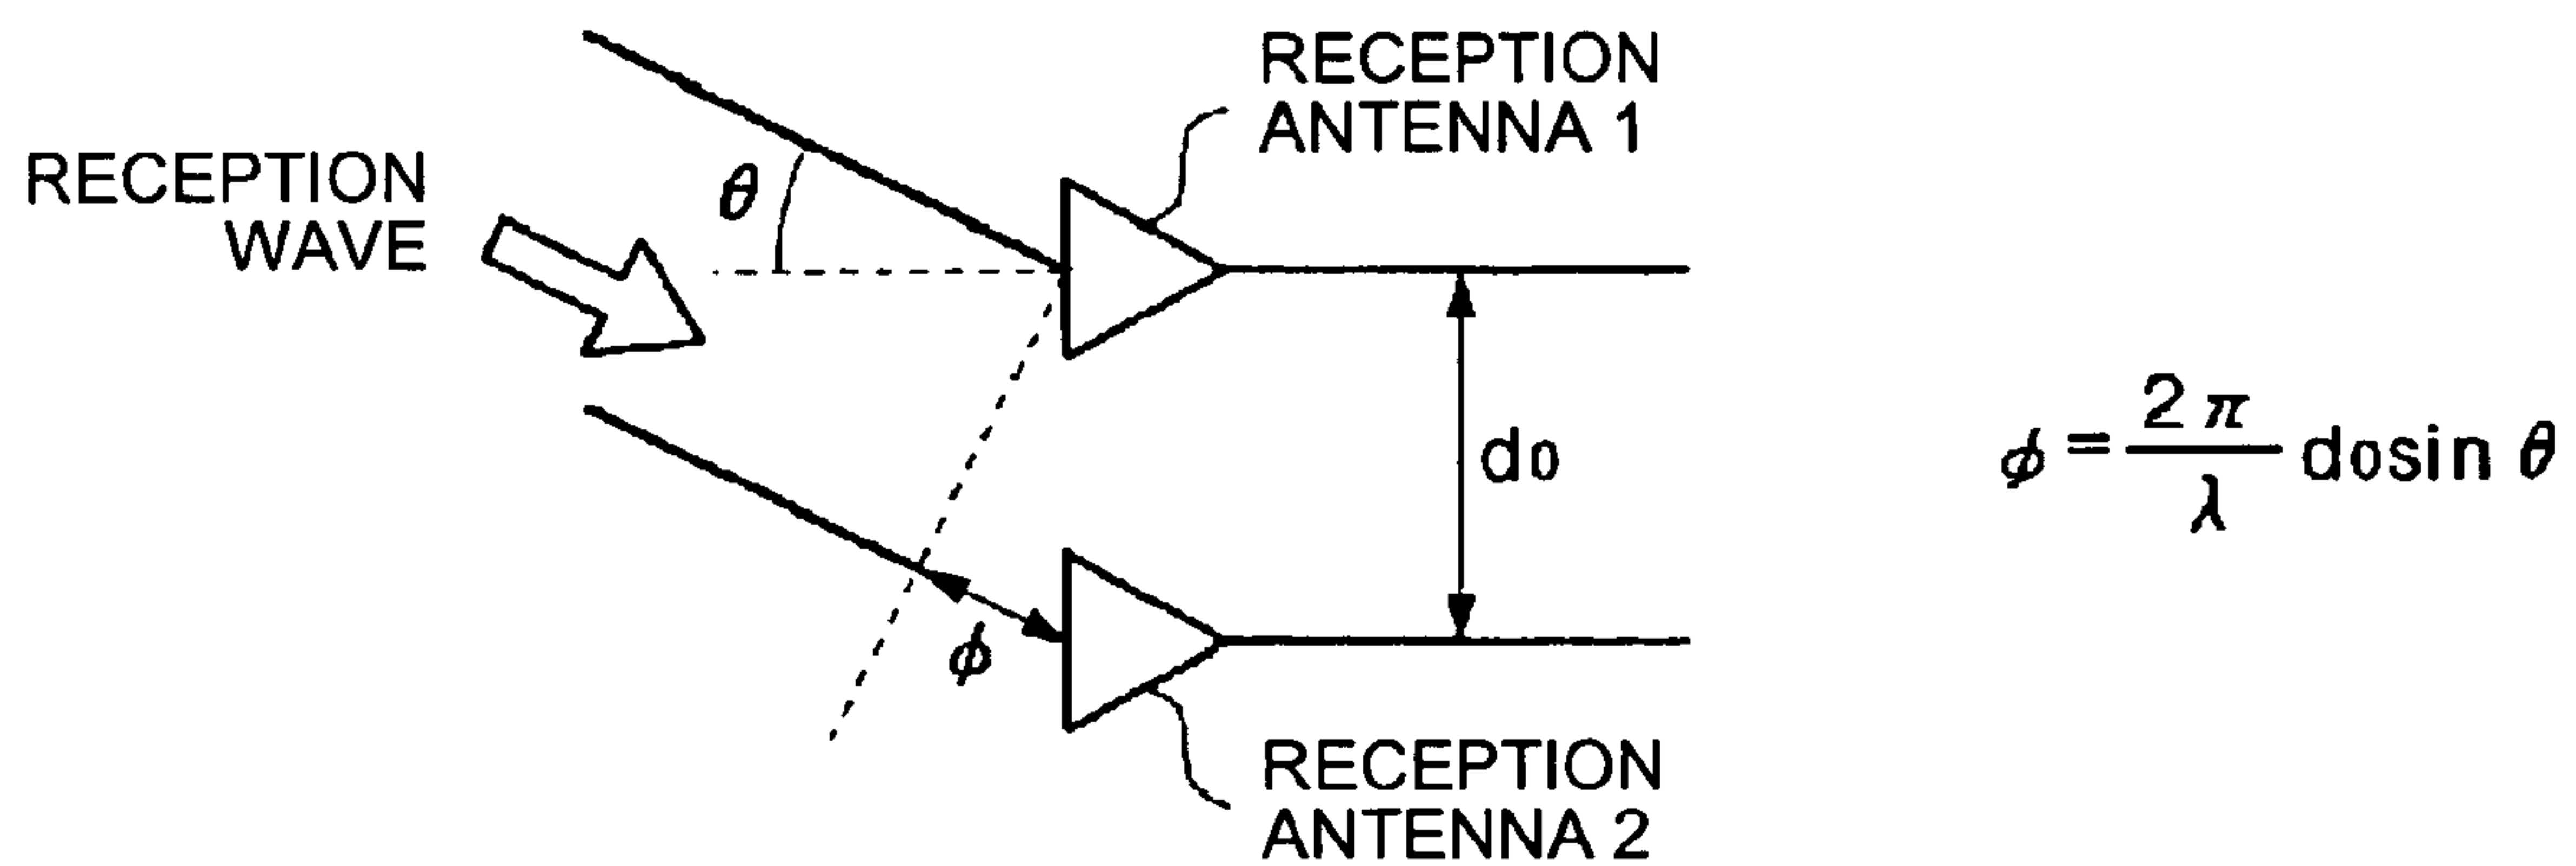 RECEPTION
ANTENNA 1
RECEPTION
WAVE
θ
d0
ϕ = 2π/λ d0sin θ
ϕ
RECEPTION
ANTENNA 2